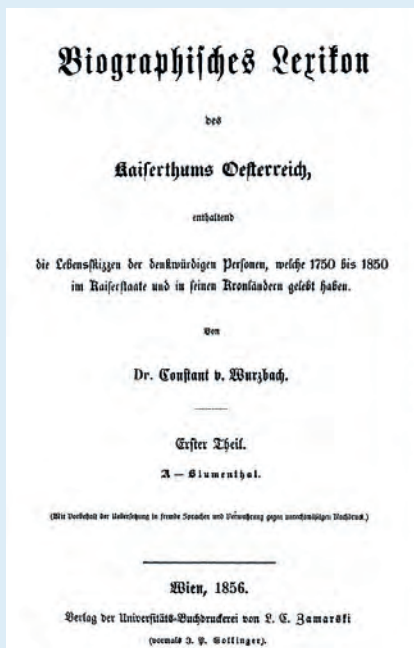 Biographisches Lexikon
des
Kaiserthums Oesterreich,
enthaltend
die Lebensskizzen der denkwürdigen Personen, welche 1750 bis 1850
im Kaiserstaate und in seinen Kronländern gelebt haben.
Von
Dr. Constant v. Wurzbach.
Erster Theil.
A — Blumenthal.
(Mit Vorbehalt der Uebersetzung in fremde Sprachen und Verwahrung gegen unrechtmäßigen Nachdruck.)
Wien, 1856.
Verlag der Universitäts-Buchdruckerei von L. C. Zamarski
(vormals J. P. Sollinger).